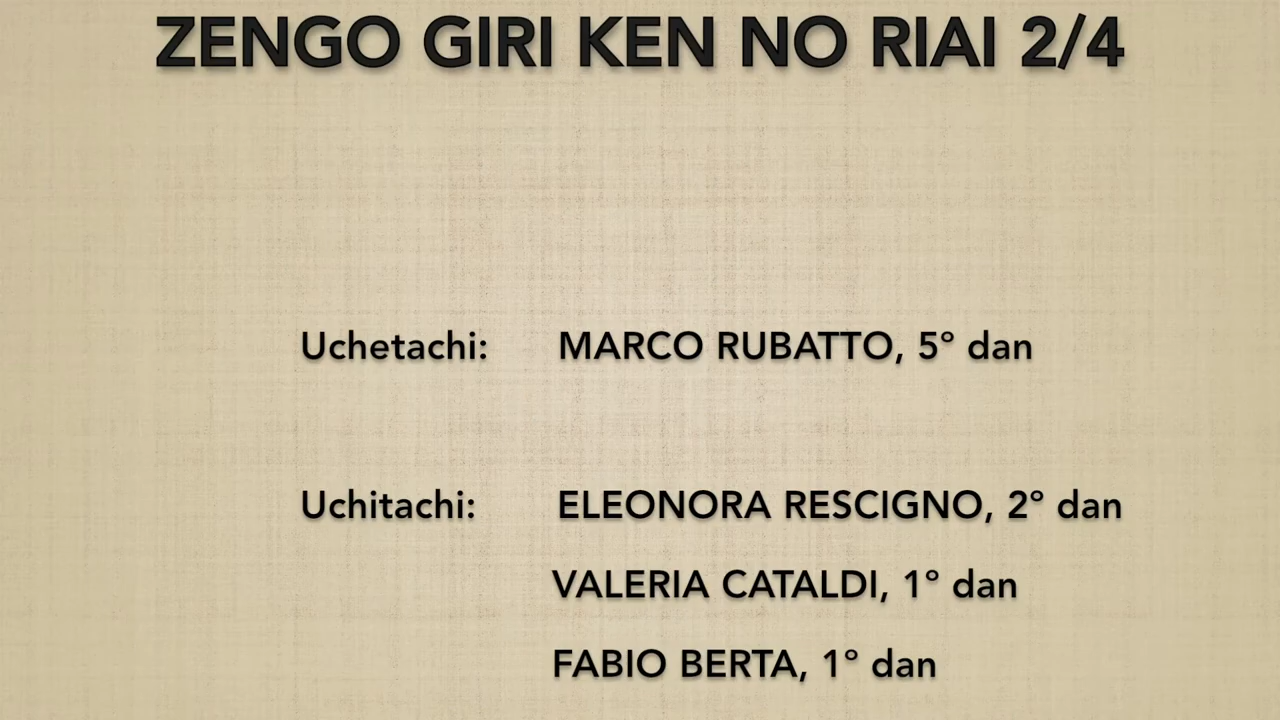 ZENGO GIRI KEN NO RIAI 2/4
Uchetachi: MARCO RUBATTO, 5° dan
Uchitachi: ELEONORA RESCIGNO, 2° dan
VALERIA CATALDI, 1° dan
FABIO BERTA, 1° dan